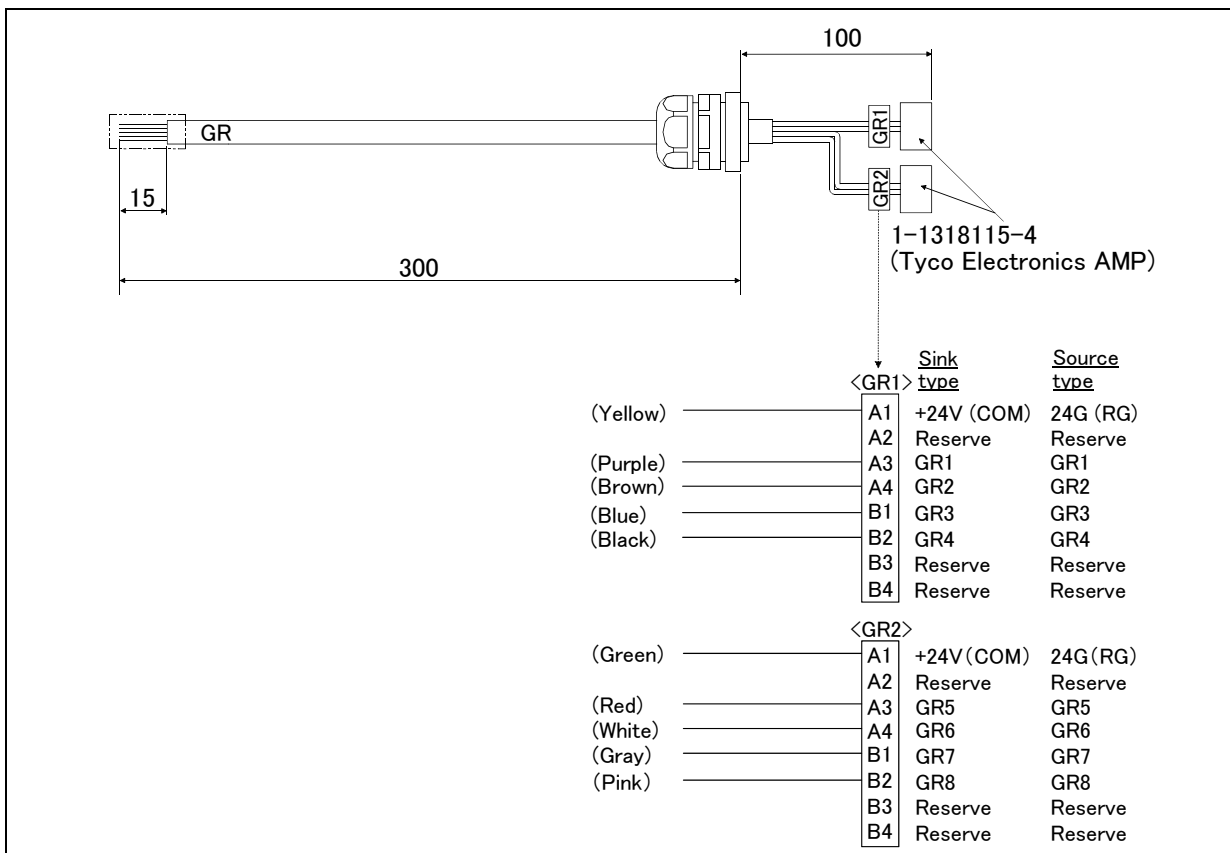 100
GR
GR1
GR2
15
300
1-1318115-4
(Tyco Electronics AMP)
Sink type
Source type
<GR1>
(Yellow) A1 +24V (COM) 24G (RG)
A2 Reserve Reserve
(Purple) A3 GR1 GR1
(Brown) A4 GR2 GR2
(Blue) B1 GR3 GR3
(Black) B2 GR4 GR4
B3 Reserve Reserve
B4 Reserve Reserve
<GR2>
(Green) A1 +24V (COM) 24G (RG)
A2 Reserve Reserve
(Red) A3 GR5 GR5
(White) A4 GR6 GR6
(Gray) B1 GR7 GR7
(Pink) B2 GR8 GR8
B3 Reserve Reserve
B4 Reserve Reserve